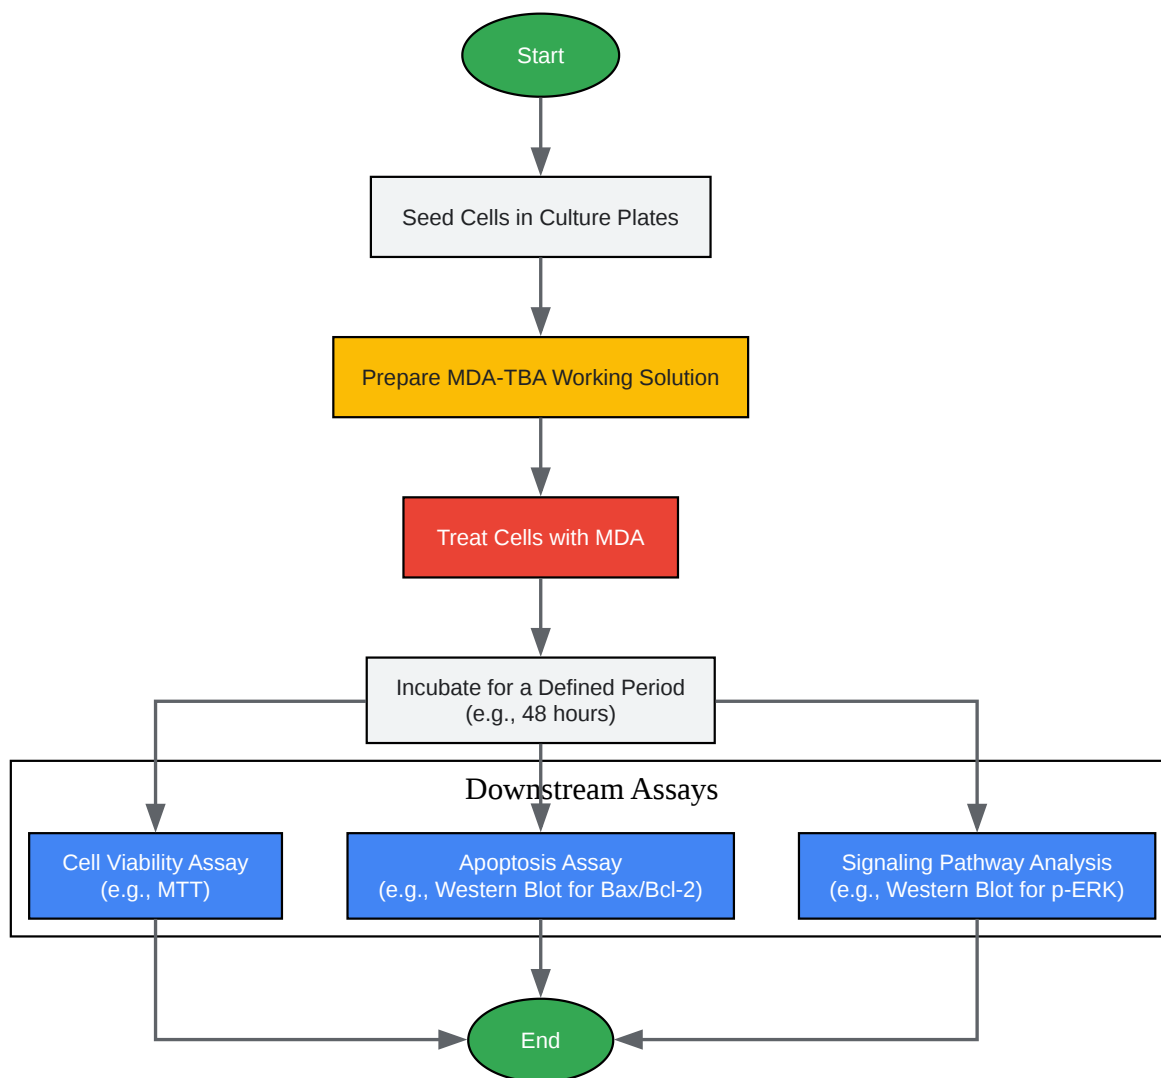 Start
Seed Cells in Culture Plates
Prepare MDA-TBA Working Solution
Treat Cells with MDA
Incubate for a Defined Period
(e.g., 48 hours)
Downstream Assays
Cell Viability Assay
(e.g., MTT)
Apoptosis Assay
(e.g., Western Blot for Bax/Bcl-2)
Signaling Pathway Analysis
(e.g., Western Blot for p-ERK)
End